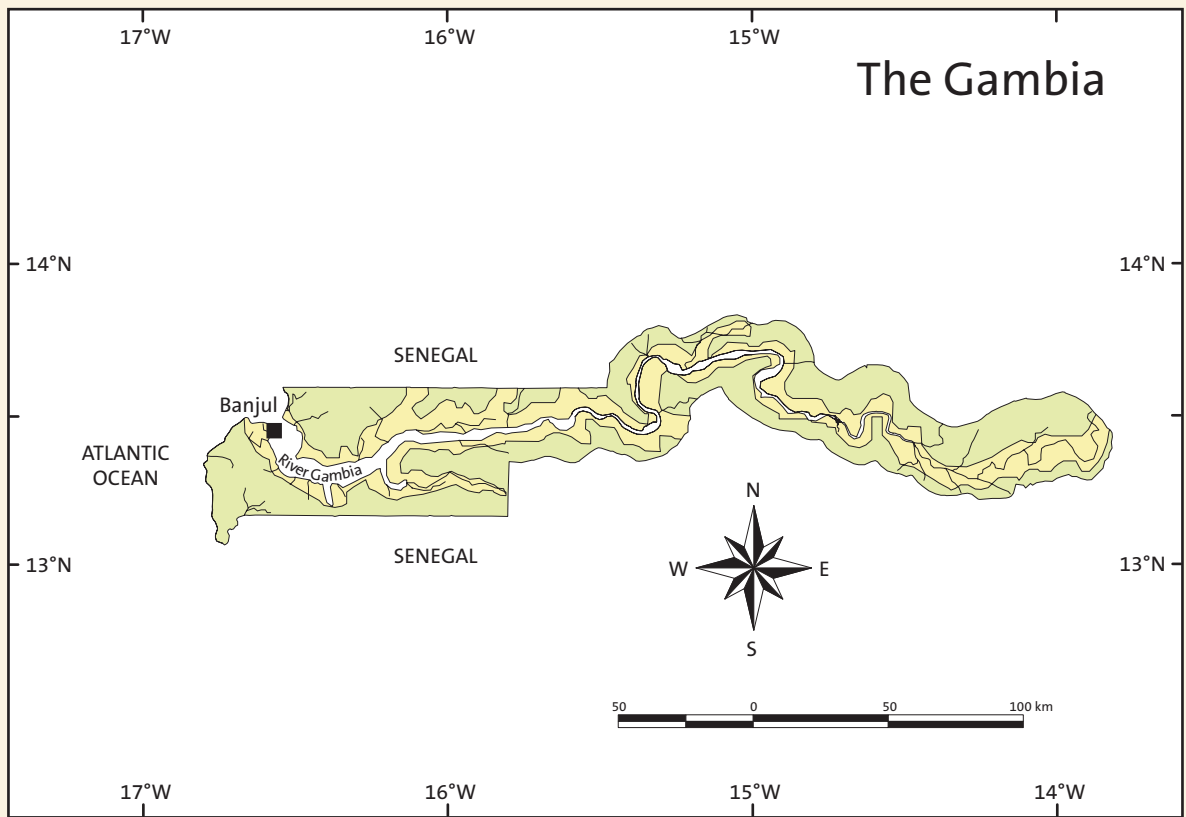 17°W 16°W 15°W
The Gambia
14°N 14°N
SENEGAL
Banjul
ATLANTIC
OCEAN
River Gambia
N
13°N SENEGAL W E 13°N
S
50 0 50 100 km
17°W 16°W 15°W 14°W